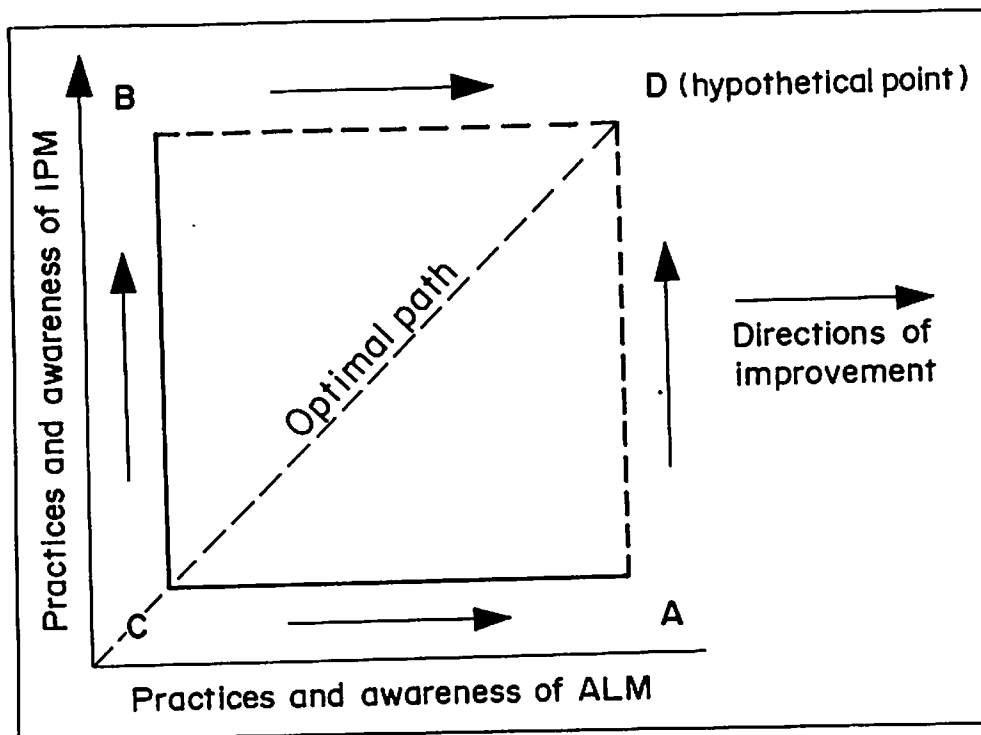 B
D (hypothetical point)
Practices and awareness of IPM
Optimal path
Directions of
improvement
C
A
Practices and awareness of ALM